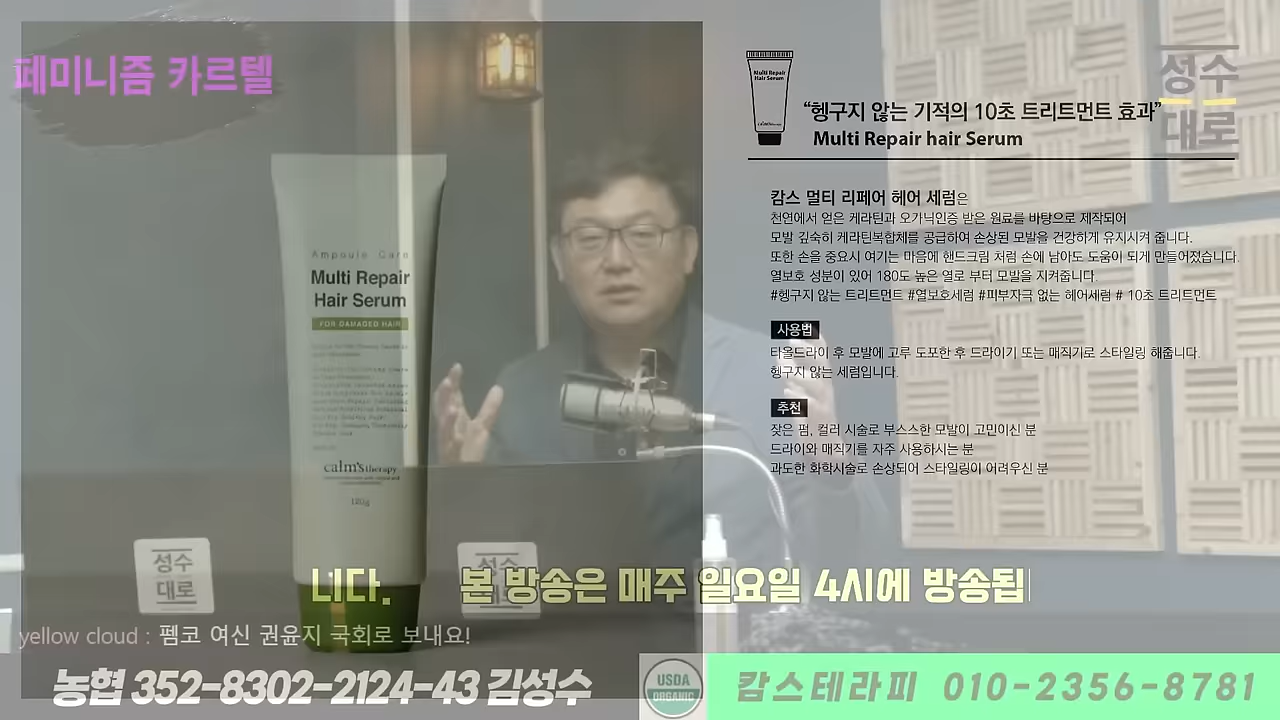 페미니즘 카르텔
성수
대로
Multi Repair
Hair Serum
"헹구지 않는 기적의 10초 트리트먼트 효과"
Multi Repair hair Serum
캄스 멀티 리페어 헤어 세럼은
천연에서 얻은 케라틴과 오가닉인증 받은 원료를 바탕으로 제작되어
모발 깊숙히 케라틴복합체를 공급하여 손상된 모발을 건강하게 유지시켜 줍니다.
또한 손을 중요시 여기는 마음에 핸드크림 처럼 손에 남아도 도움이 되게 만들어졌습니다.
열보호 성분이 있어 180도 높은 열로 부터 모발을 지켜줍니다.
#헹구지 않는 트리트먼트 #열보호세럼 #피부자극 없는 헤어세럼 # 10초 트리트먼트
사용법
타올드라이 후 모발에 고루 도포한 후 드라이기 또는 매직기로 스타일링 해줍니다.
헹구지 않는 세럼입니다.
추천
잦은 펌, 컬러 시술로 부스스한 모발이 고민이신 분
드라이와 매직기를 자주 사용하시는 분
과도한 화학시술로 손상되어 스타일링이 어려우신 분
Ampoule Care
Multi Repair
Hair Serum
FOR DAMAGED HAIR
calm's therapy
120g
성수
대로
성수
대로
니다. 본 방송은 매주 일요일 4시에 방송됩
yellow cloud : 펨코 여신 권윤지 국회로 보내요!
농협 352-8302-2124-43 김성수
USDA
ORGANIC
캄스테라피 010-2356-8781